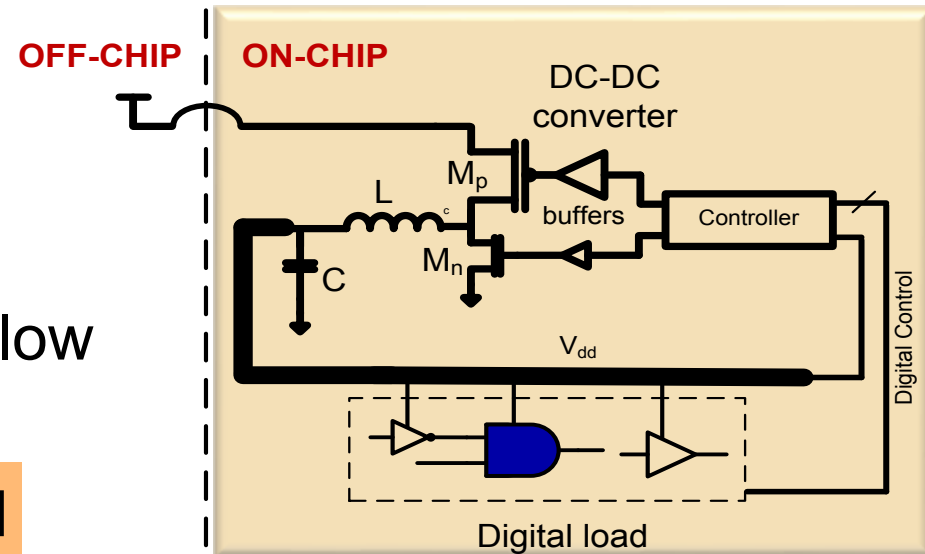 OFF-CHIP
ON-CHIP
DC-DC
converter
Mp
L
c
buffers
Controller
Mn
C
low
Vdd
Digital Control
Digital load